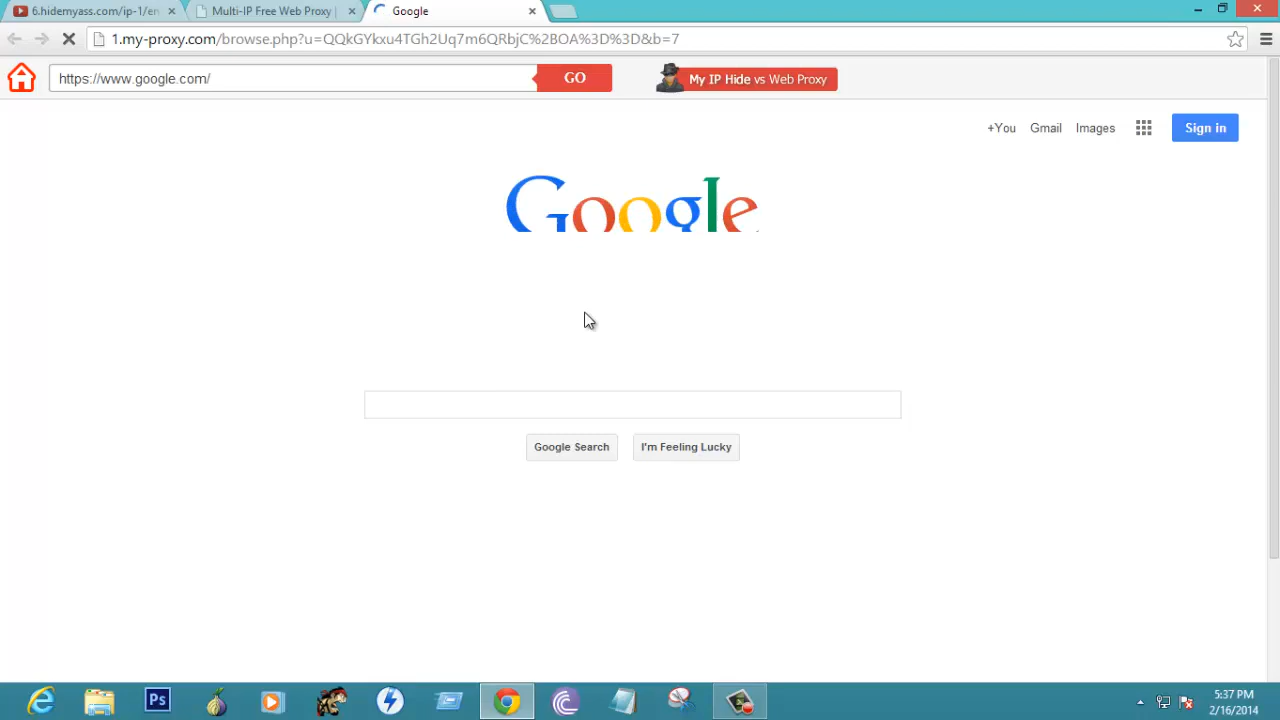 6.hidemyass.com/ip-1/en
Multi-IP Free Web Proxy |
Google
1.my-proxy.com/browse.php?u=QQkGYkxu4TGh2Uq7m6QRbjC%2BQA%3D%3D&b=7
https://www.google.com/
GO
My IP Hide vs Web Proxy
+You
Gmail
Images
Sign in
Google
Google Search
I'm Feeling Lucky
Ps
5:37 PM
2/16/2014